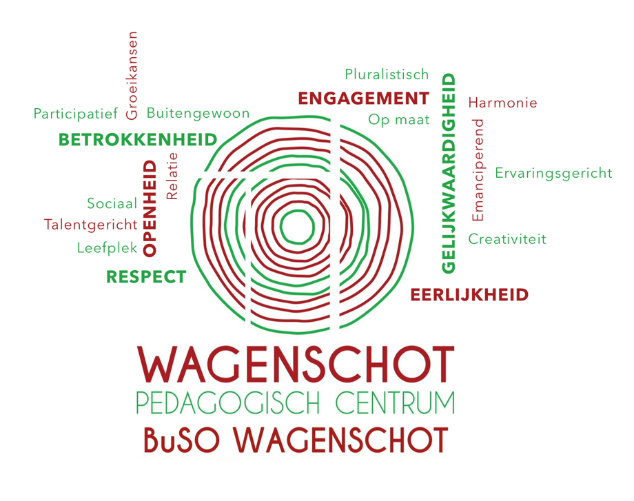 Groeikansen
Participatief
Buitengewoon
BETROKKENHEID
OPENHEID
Relatie
Sociaal
Talentgericht
Leefplek
RESPECT
Pluralistisch
ENGAGEMENT
Op maat
GELIJKWAARDIGHEID
Harmonie
Emanciperend
Ervaringsgericht
Creativiteit
EERLIJKHEID
WAGENSCHOT
PEDAGOGISCH CENTRUM
BuSO WAGENSCHOT